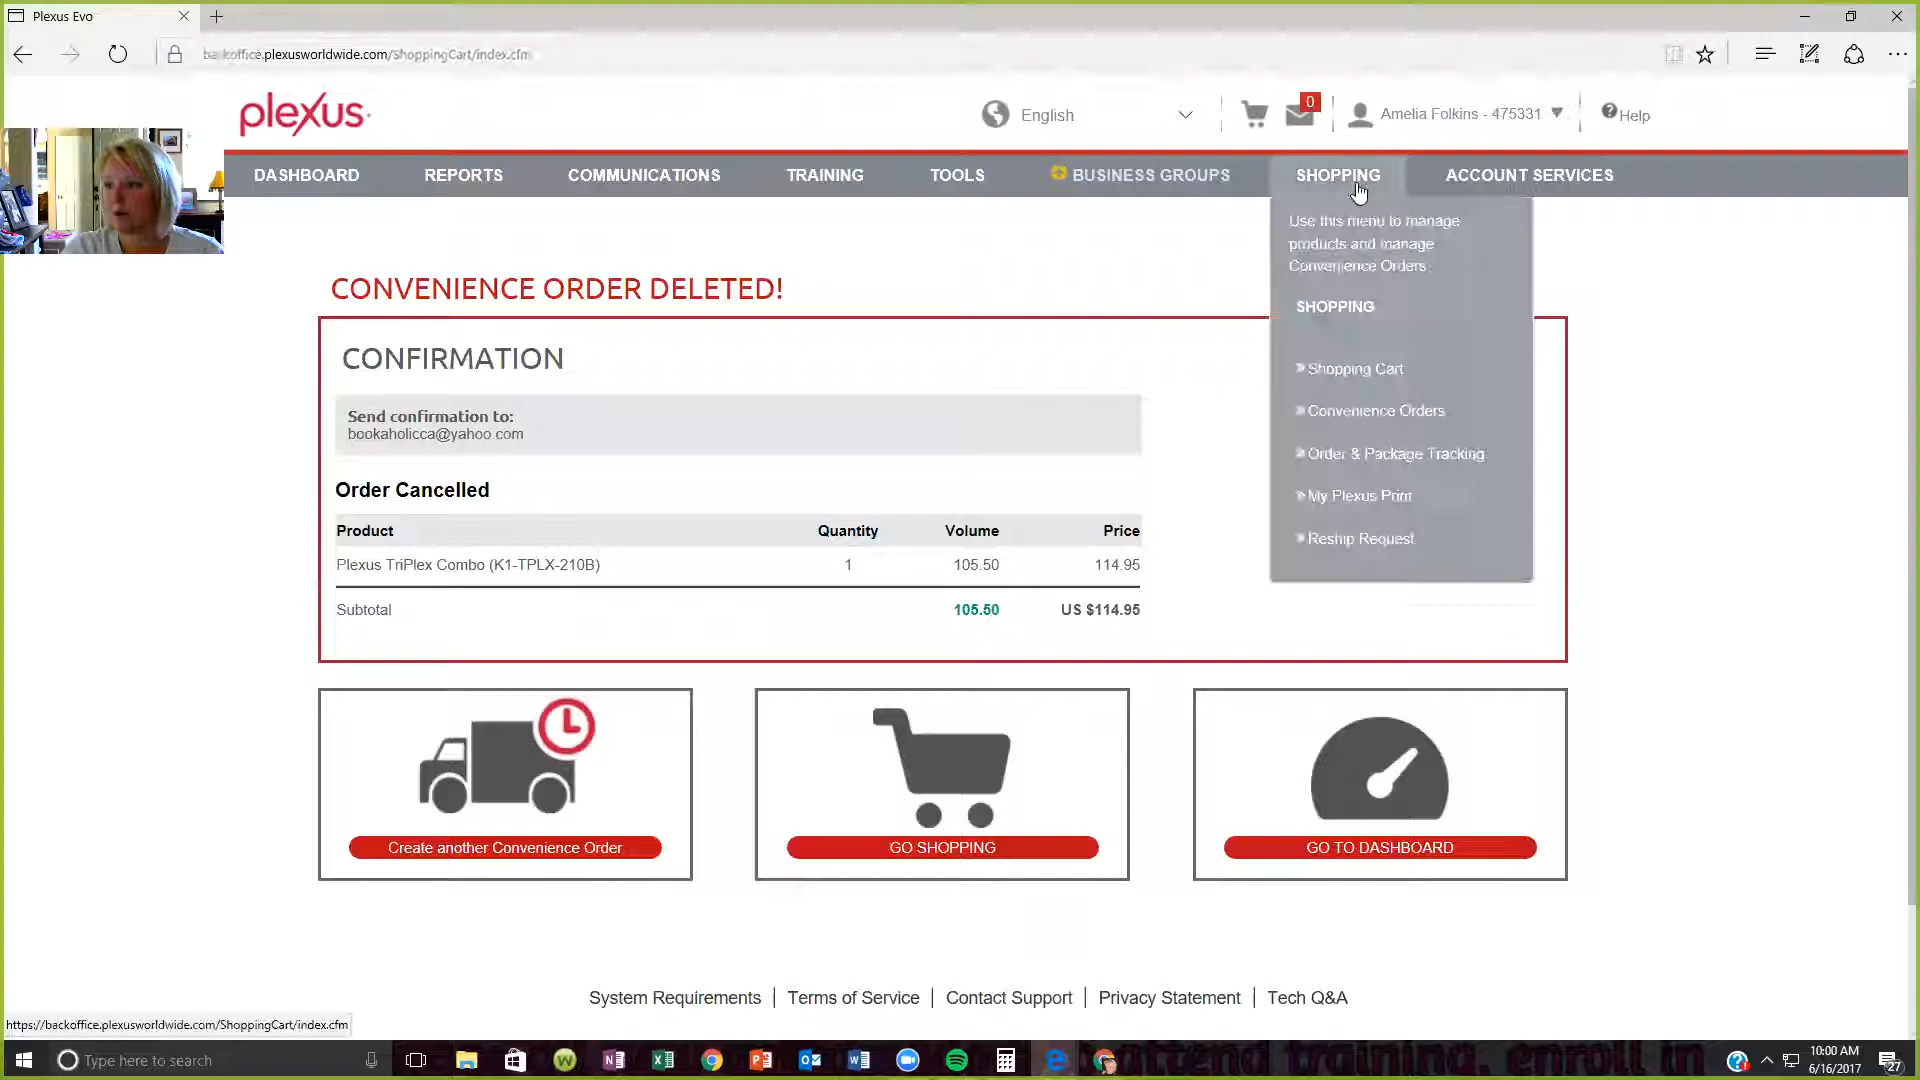 Plexus Evo
backoffice.plexusworldwide.com/ShoppingCart/index.cfm
plexus.
English
0
Amelia Folkins - 475331
Help
DASHBOARD
REPORTS
COMMUNICATIONS
TRAINING
TOOLS
BUSINESS GROUPS
SHOPPING
ACCOUNT SERVICES
Use this menu to manage
products and manage
Convenience Orders
SHOPPING
Shopping Cart
Convenience Orders
Order & Package Tracking
My Plexus Print
Reship Request
CONVENIENCE ORDER DELETED!
CONFIRMATION
Send confirmation to:
bookaholicca@yahoo.com
Order Cancelled
Product Quantity Volume Price
Plexus TriPlex Combo (K1-TPLX-210B) 1 105.50 114.95
Subtotal 105.50 US $114.95
Create another Convenience Order
GO SHOPPING
GO TO DASHBOARD
System Requirements | Terms of Service | Contact Support | Privacy Statement | Tech Q&A
https://backoffice.plexusworldwide.com/ShoppingCart/index.cfm
Type here to search
10:00 AM
6/16/2017
27